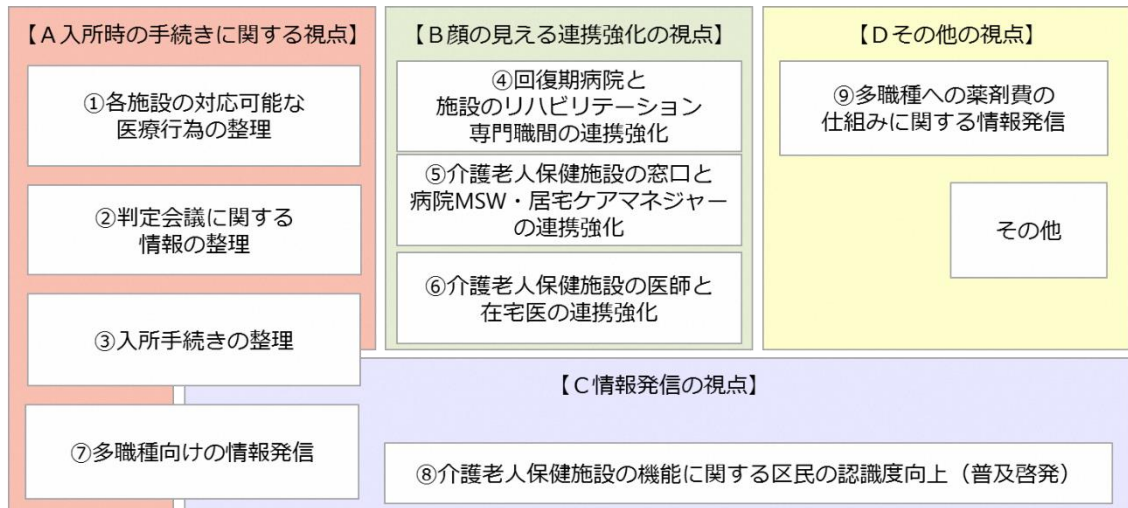 【A入所時の手続きに関する視点】
①各施設の対応可能な
医療行為の整理
②判定会議に関する
情報の整理
③入所手続きの整理
⑦多職種向けの情報発信
【B顔の見える連携強化の視点】
④回復期病院と
施設のリハビリテーション
専門職間の連携強化
⑤介護老人保健施設の窓口と
病院MSW・居宅ケアマネジャー
の連携強化
⑥介護老人保健施設の医師と
在宅医の連携強化
【Dその他の視点】
⑨多職種への薬剤費の
仕組みに関する情報発信
その他
【C情報発信の視点】
⑧介護老人保健施設の機能に関する区民の認識度向上（普及啓発）